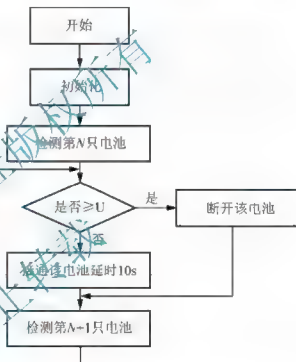 开始
初始化
检测第N只电池
是否≥U
是
断开该电池
否
接通该电池延时10s
检测第N+1只电池